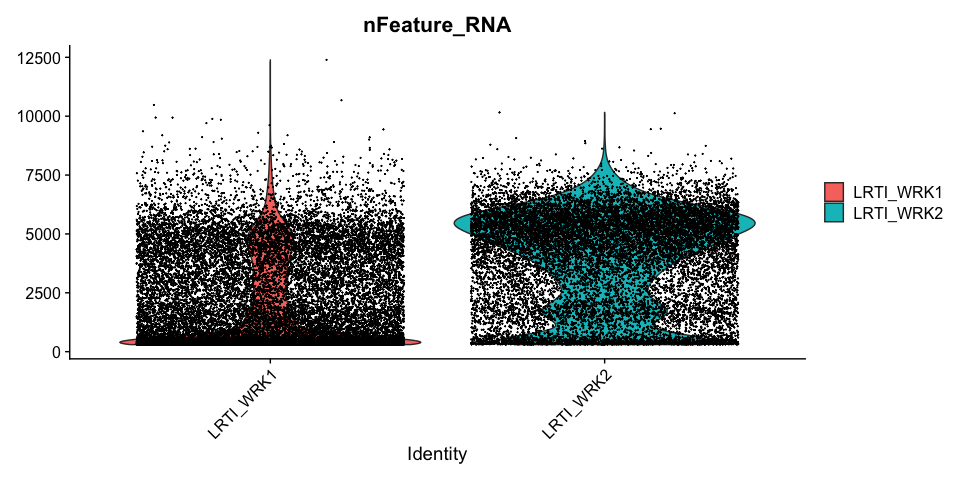 nFeature_RNA
12500
10000
7500
5000
2500
0
LRTI_WRK1
LRTI_WRK2
Identity
LRTI_WRK1
LRTI_WRK2